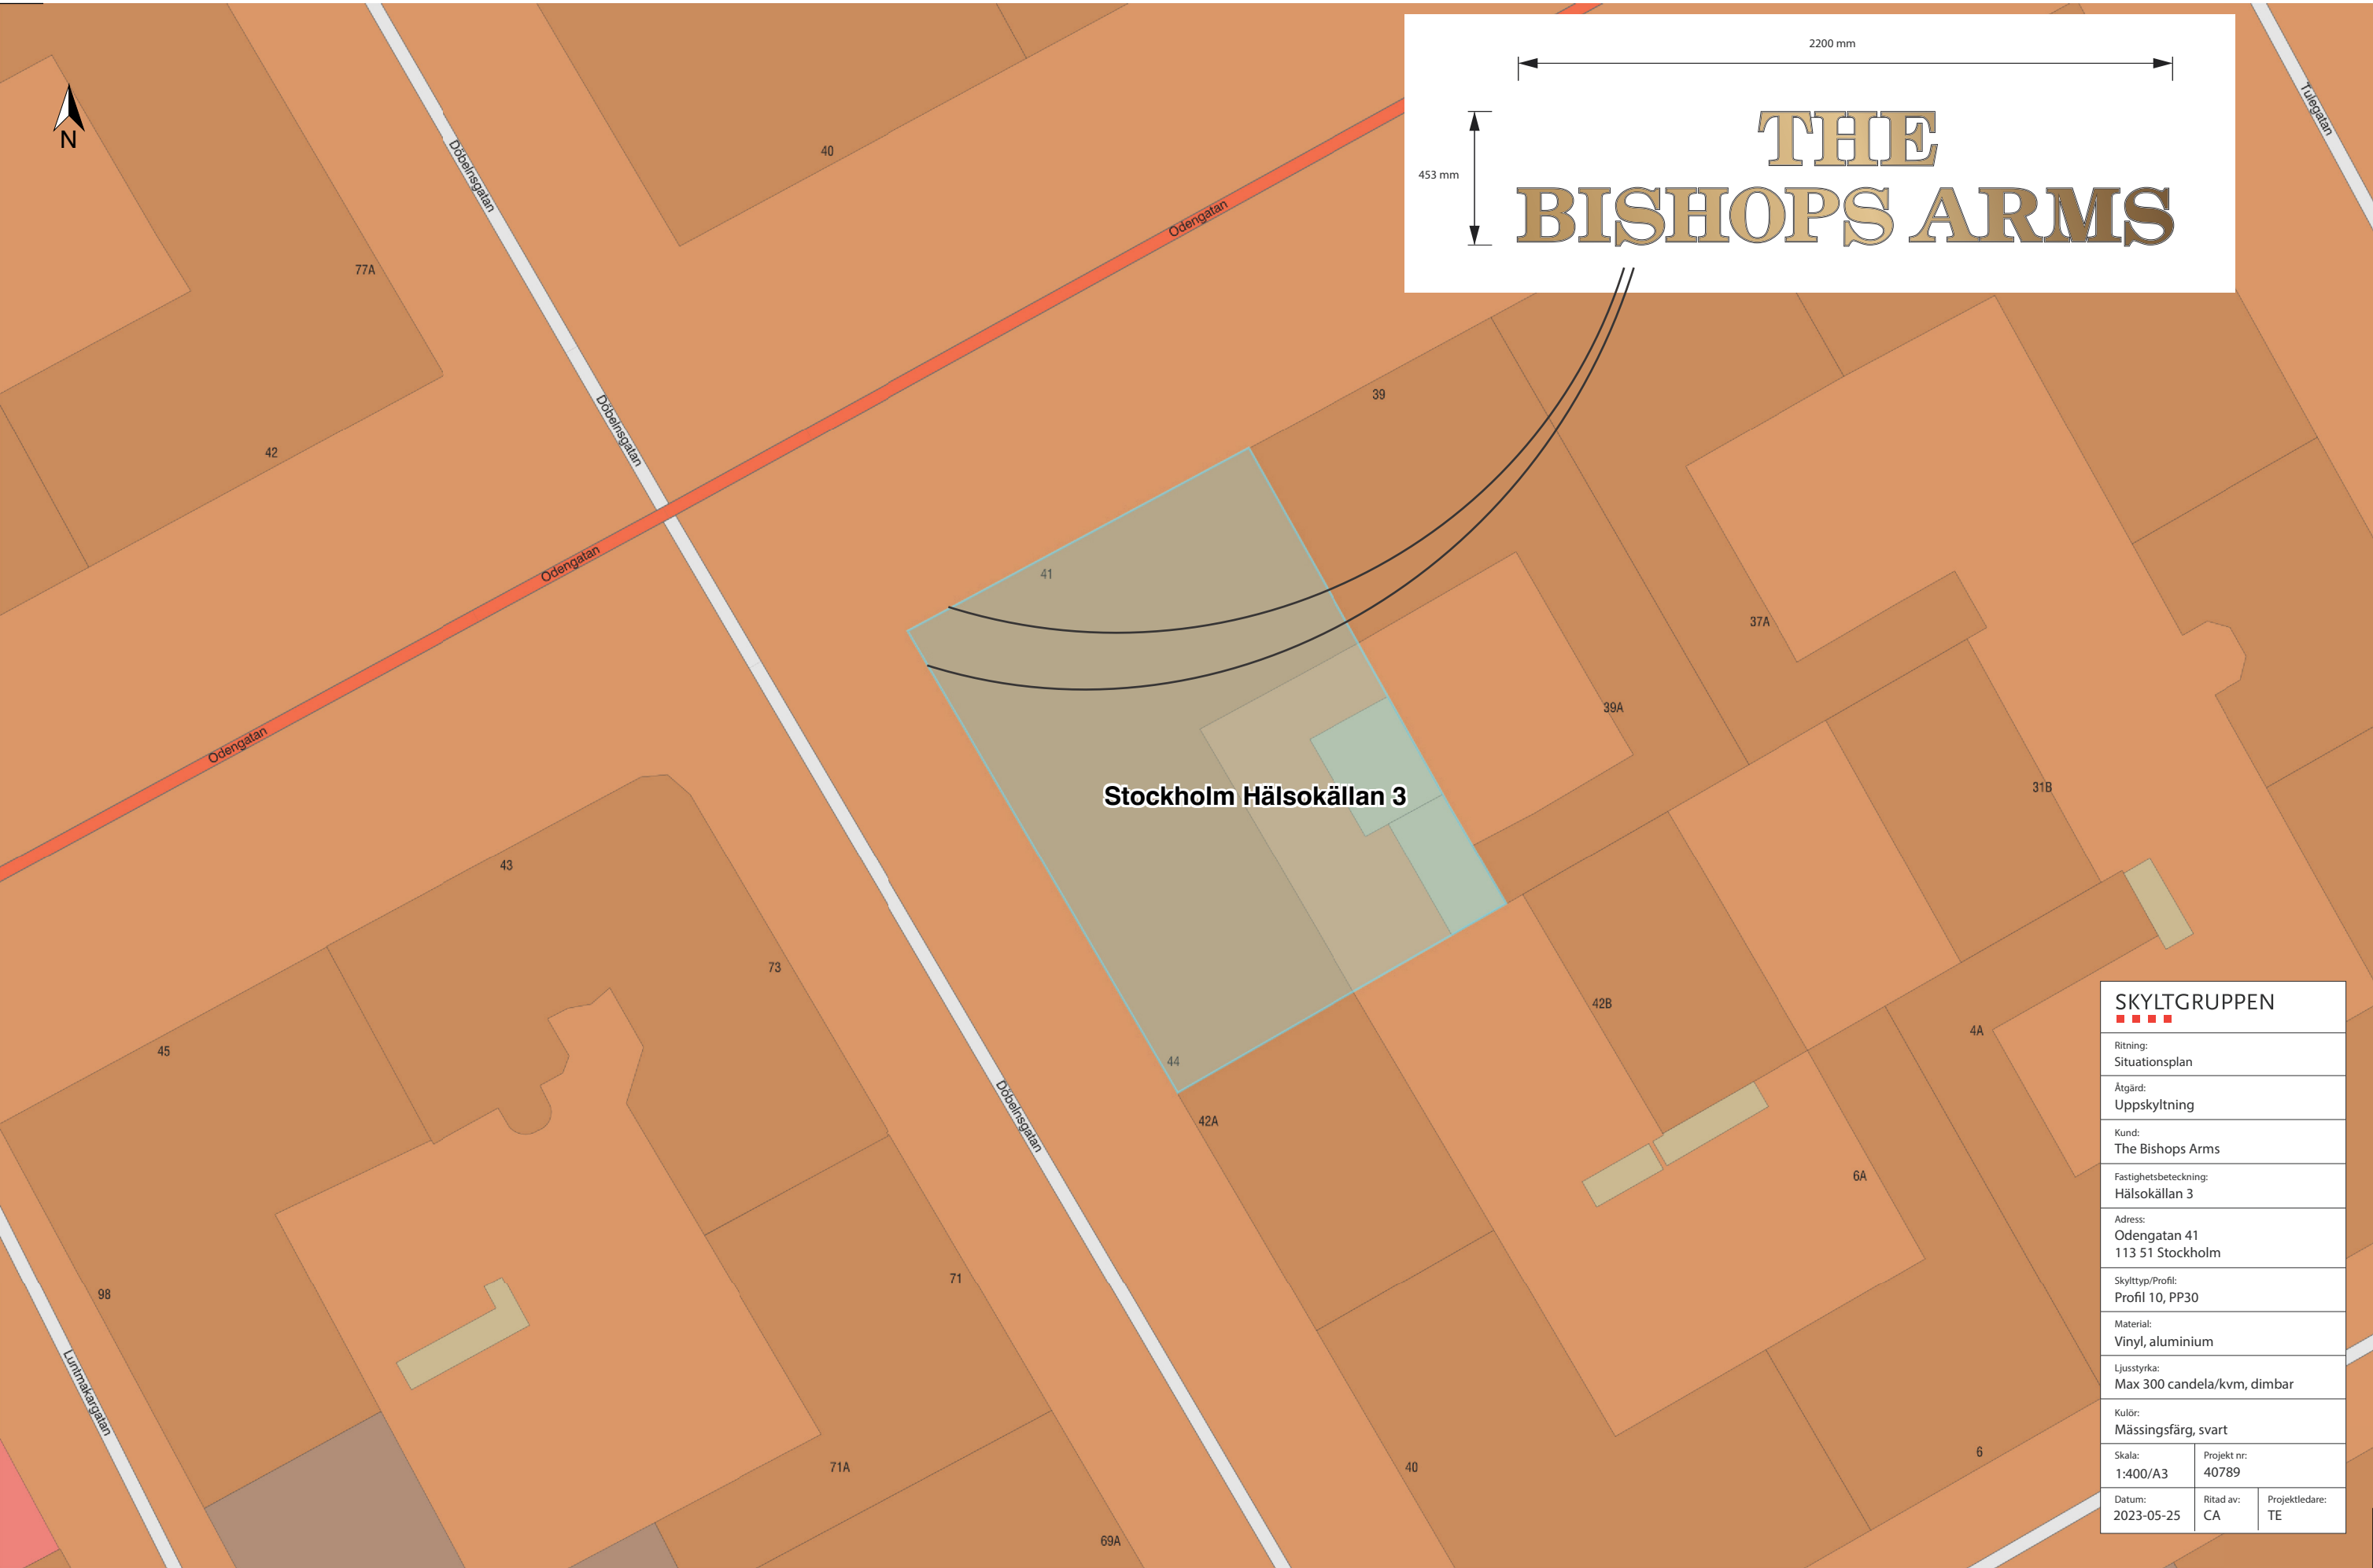 2200 mm
453 mm
THE
BISHOPS ARMS
Tulegatan
N
Döbelnsgatan
40
Odengatan
77A
39
Döbelnsgatan
42
Odengatan
41
37A
39A
Odengatan
31B
Stockholm Hälsokällan 3
43
73
42B
4A
45
44
Döbelnsgatan
42A
6A
98
71
Luntmakargatan
71A
40
6
69A
SKYLTGRUPPEN
Ritning:
Situationsplan
Åtgärd:
Uppskyltning
Kund:
The Bishops Arms
Fastighetsbeteckning:
Hälsokällan 3
Adress:
Odengatan 41
113 51 Stockholm
Skylttyp/Profil:
Profil 10, PP30
Material:
Vinyl, aluminium
Ljusstyrka:
Max 300 candela/kvm, dimbar
Kulör:
Mässingsfärg, svart
Skala:
1:400/A3
Projekt nr:
40789
Datum:
2023-05-25
Ritad av:
CA
Projektledare:
TE